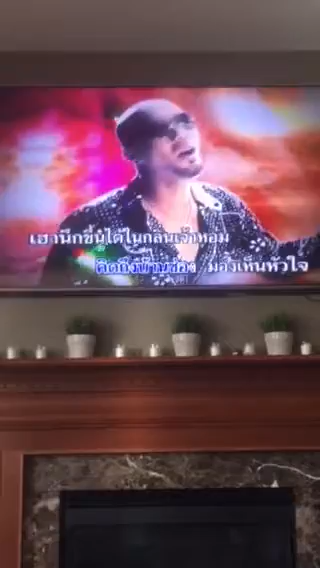 เฮานึกขึ้นได้ในกลิ่นเจ้าหอม
คิดถึงบ้านช่อง มองเห็นหัวใจ